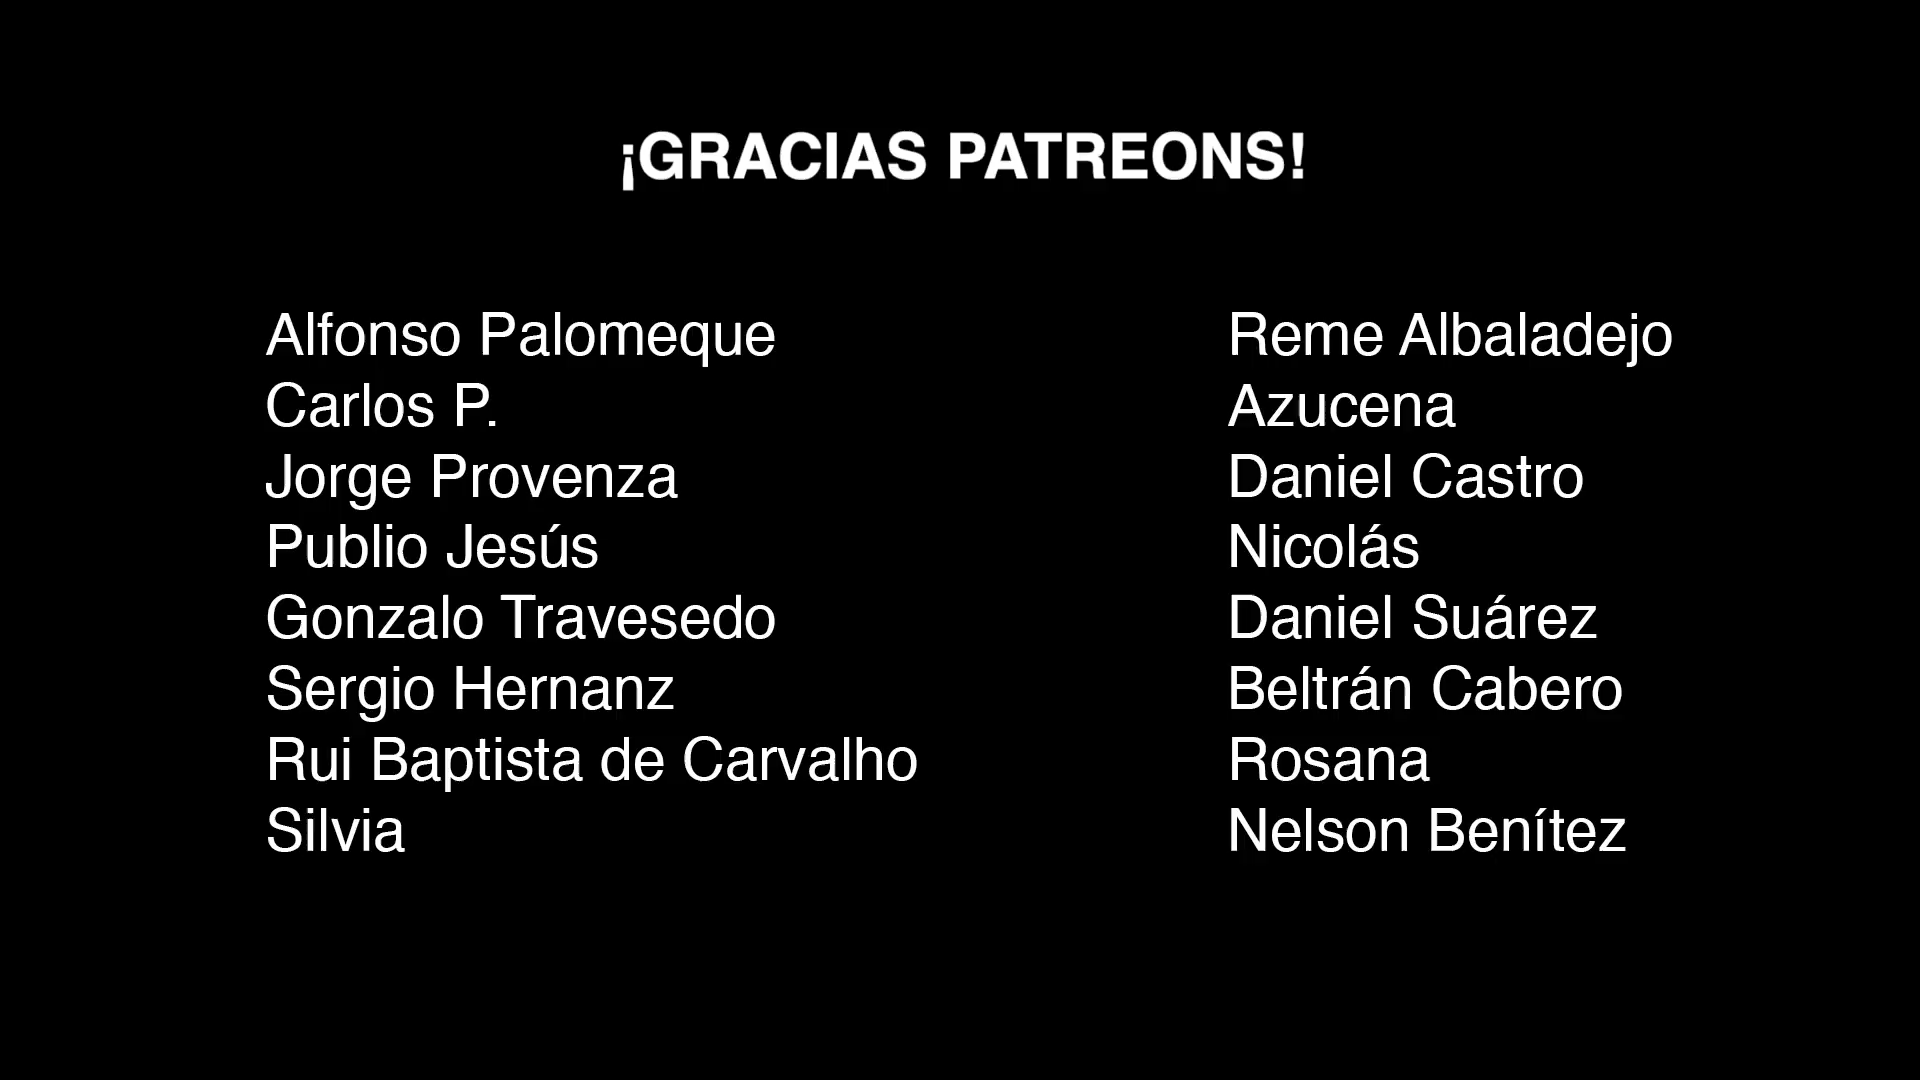 ¡GRACIAS PATREONS!
Alfonso Palomeque
Carlos P.
Jorge Provenza
Publio Jesús
Gonzalo Travesedo
Sergio Hernanz
Rui Baptista de Carvalho
Silvia
Reme Albaladejo
Azucena
Daniel Castro
Nicolás
Daniel Suárez
Beltrán Cabero
Rosana
Nelson Benítez